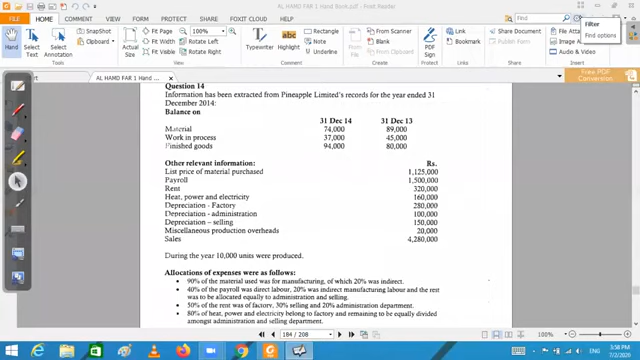 AL HAMD FAR 1 Hand Book.pdf - Foxit Reader
FILE HOME COMMENT VIEW FORM PROTECT SHARE FOXIT CLOUD HELP
Find
Filter
Find options
Hand
Select Text
Select Annotation
SnapShot
Clipboard
Actual Size
Fit Page
Fit Width
Fit Visible
100%
Rotate Left
Rotate Right
Typewriter
Highlight
From File
Blank
From Scanner
From Clipboard
PDF Sign
Link
Bookmark
Share Document
File Atta
Image A
Audio & Video
Start
AL HAMD FAR 1 Hand ...
Free PDF Conversion
Question 14
Information has been extracted from Pineapple Limited's records for the year ended 31
December 2014:
Balance on
31 Dec 14 31 Dec 13
Material 74,000 89,000
Work in process 37,000 45,000
Finished goods 94,000 80,000
Other relevant information: Rs.
List price of material purchased 1,125,000
Payroll 1,500,000
Rent 320,000
Heat, power and electricity 160,000
Depreciation - Factory 280,000
Depreciation - administration 100,000
Depreciation – selling 150,000
Miscellaneous production overheads 20,000
Sales 4,280,000
During the year 10,000 units were produced.
Allocations of expenses were as follows:
• 90% of the material used was for manufacturing, of which 20% was indirect.
• 40% of the payroll was direct labour, 20% was indirect manufacturing labour and the rest
was to be allocated equally to administration and selling.
• 50% of the rent was of factory, 30% selling and 20% administration department.
• 80% of heat, power and electricity belong to factory and remaining to be equally divided
amongst administration and selling department.
184 / 208
100%
3:58 PM
7/2/2020